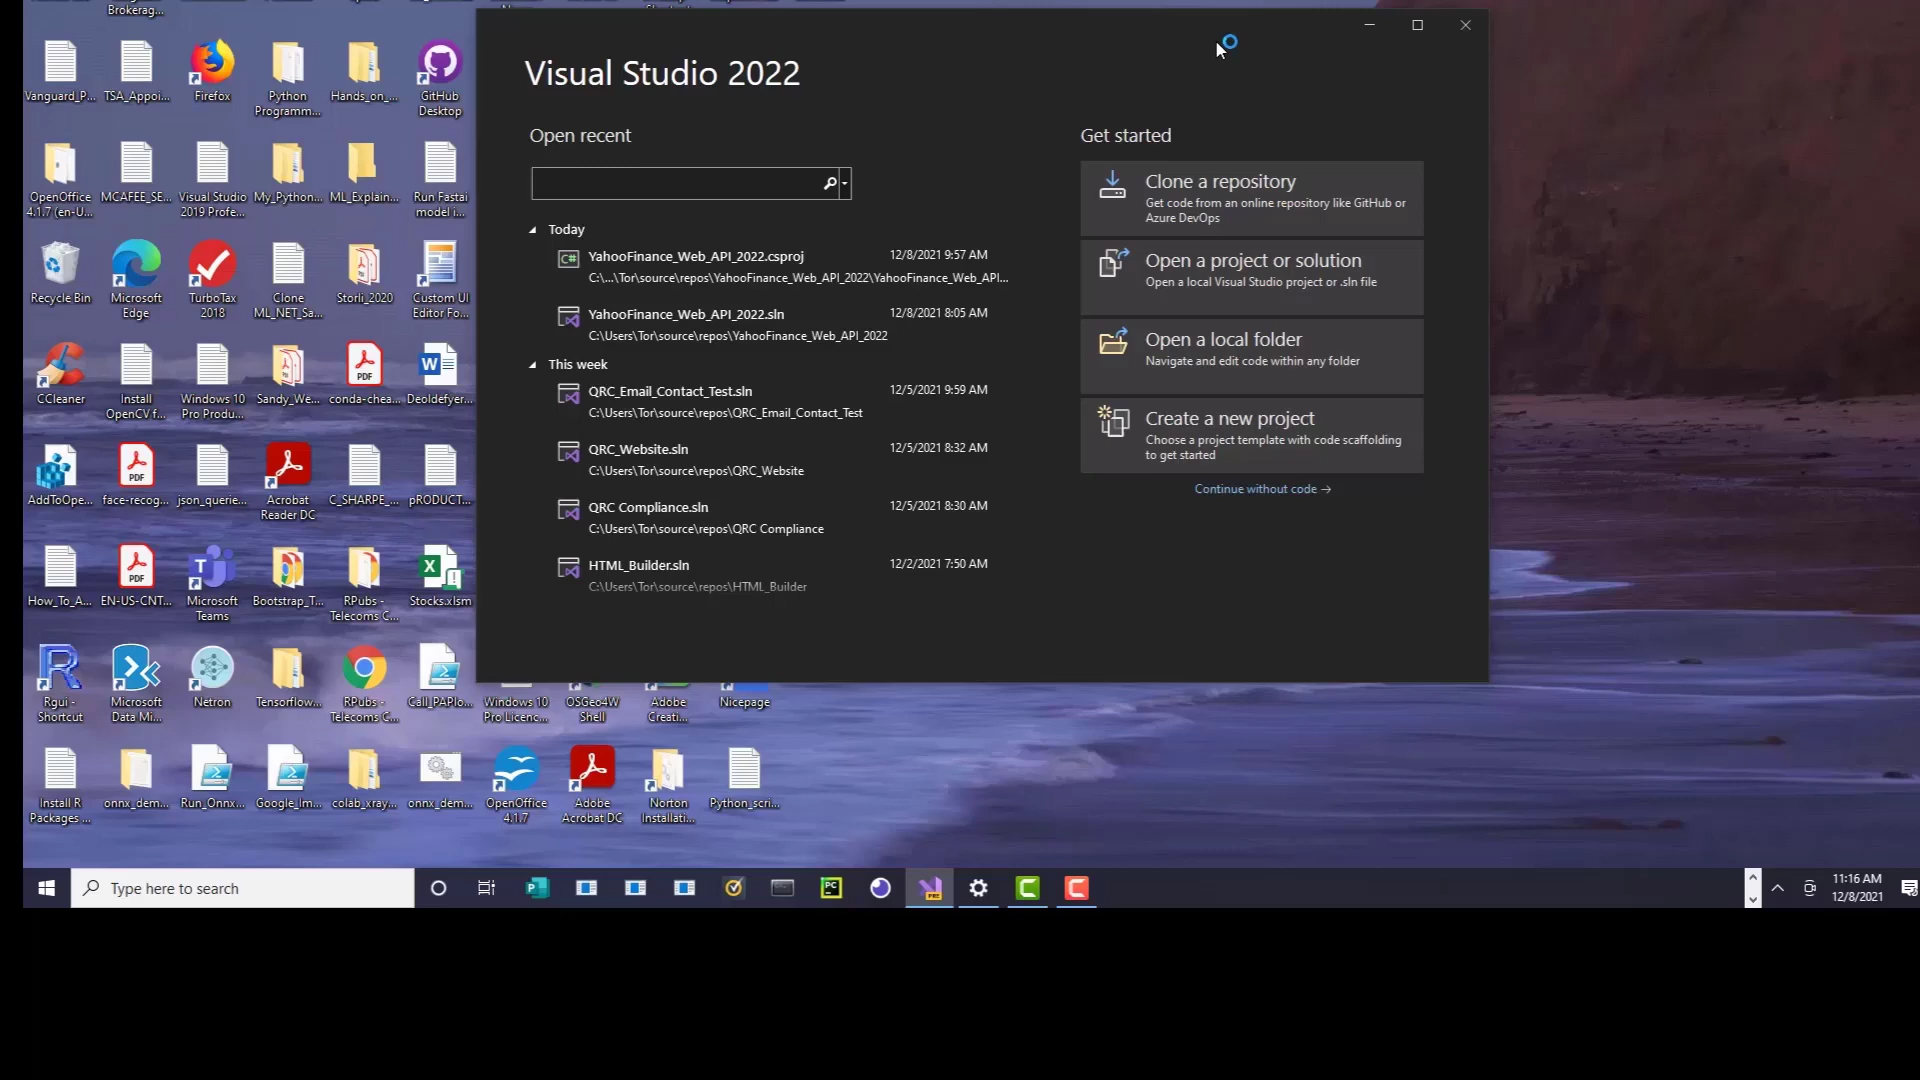 Brokerag...
Vanguard_P...
TSA_Appoi...
Firefox
Python
Programm...
Hands_on_...
GitHub
Desktop
OpenOffice
4.1.7 (en-U...
MCAFEE_SE...
Visual Studio
2019 Profe...
My_Python...
ML_Explain...
Run Fastai
model i...
Recycle Bin
Microsoft
Edge
TurboTax
2018
Clone
ML_NET_Sa...
Storli_2020
Custom UI
Editor Fo...
CCleaner
Install
OpenCV f...
Windows 10
Pro Produ...
Sandy_We...
PDF
conda-chea...
Deoldefyer...
AddToOpe...
PDF
face-recog...
json_querie...
Acrobat
Reader DC
C_SHARPE_...
pRODUCT...
How_To_A...
PDF
EN-US-CNT...
Microsoft
Teams
Bootstrap_T...
RPubs -
Telecoms C...
Stocks.xlsm
Rgui -
Shortcut
Microsoft
Data Mi...
Netron
Tensorflow...
RPubs -
Telecoms C...
Call_PAPIo...
Windows 10
Pro Licenc...
OSGeo4W
Shell
Adobe
Creati...
Nicepage
Install R
Packages ...
onnx_dem...
Run_Onnx...
Google_Im...
colab_xray...
onnx_dem...
OpenOffice
4.1.7
Adobe
Acrobat DC
Norton
Installati...
Python_scri...
Visual Studio 2022
Open recent
Today
YahooFinance_Web_API_2022.csproj 12/8/2021 9:57 AM
C:\...\Tor\source\repos\YahooFinance_Web_API_2022\YahooFinance_Web_API...
YahooFinance_Web_API_2022.sln 12/8/2021 8:05 AM
C:\Users\Tor\source\repos\YahooFinance_Web_API_2022
This week
QRC_Email_Contact_Test.sln 12/5/2021 9:59 AM
C:\Users\Tor\source\repos\QRC_Email_Contact_Test
QRC_Website.sln 12/5/2021 8:32 AM
C:\Users\Tor\source\repos\QRC_Website
QRC Compliance.sln 12/5/2021 8:30 AM
C:\Users\Tor\source\repos\QRC Compliance
HTML_Builder.sln 12/2/2021 7:50 AM
C:\Users\Tor\source\repos\HTML_Builder
Get started
Clone a repository
Get code from an online repository like GitHub or
Azure DevOps
Open a project or solution
Open a local Visual Studio project or .sln file
Open a local folder
Navigate and edit code within any folder
Create a new project
Choose a project template with code scaffolding
to get started
Continue without code →
Type here to search
11:16 AM
12/8/2021